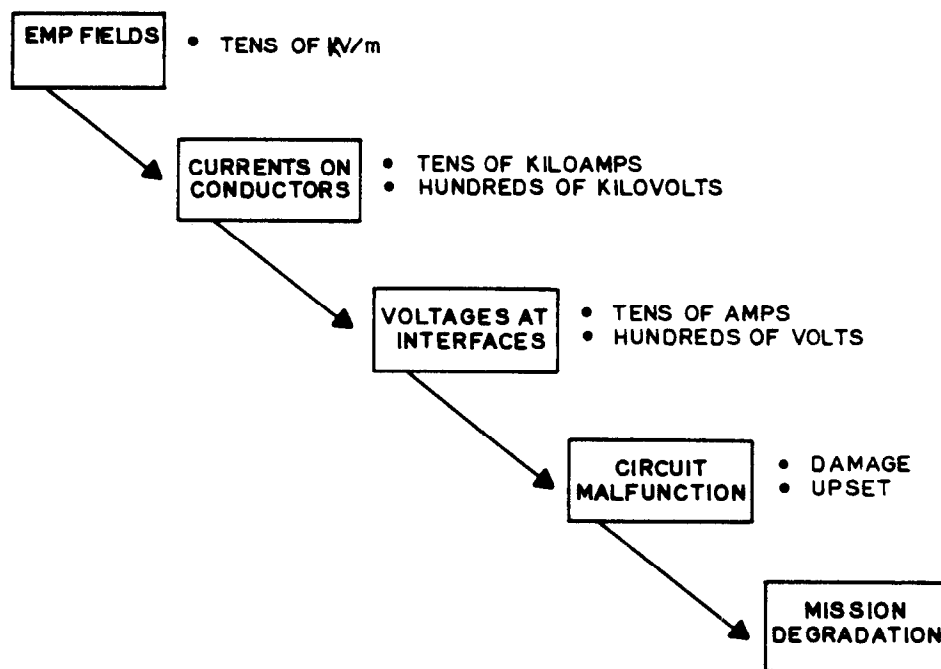 EMP FIELDS
• TENS OF KV/m
CURRENTS ON
CONDUCTORS
• TENS OF KILOAMPS
• HUNDREDS OF KILOVOLTS
VOLTAGES AT
INTERFACES
• TENS OF AMPS
• HUNDREDS OF VOLTS
CIRCUIT
MALFUNCTION
• DAMAGE
• UPSET
MISSION
DEGRADATION